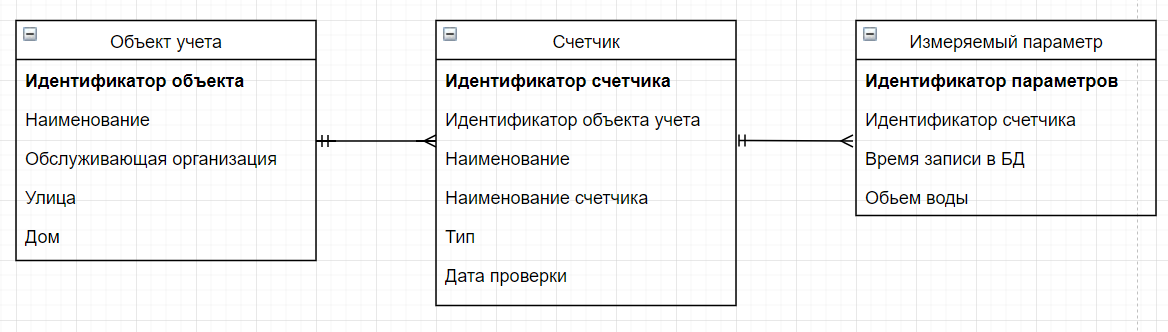 Объект учета
Идентификатор объекта
Наименование
Обслуживающая организация
Улица
Дом
Счетчик
Идентификатор счетчика
Идентификатор объекта учета
Наименование
Наименование счетчика
Тип
Дата проверки
Измеряемый параметр
Идентификатор параметров
Идентификатор счетчика
Время записи в БД
Обьем воды